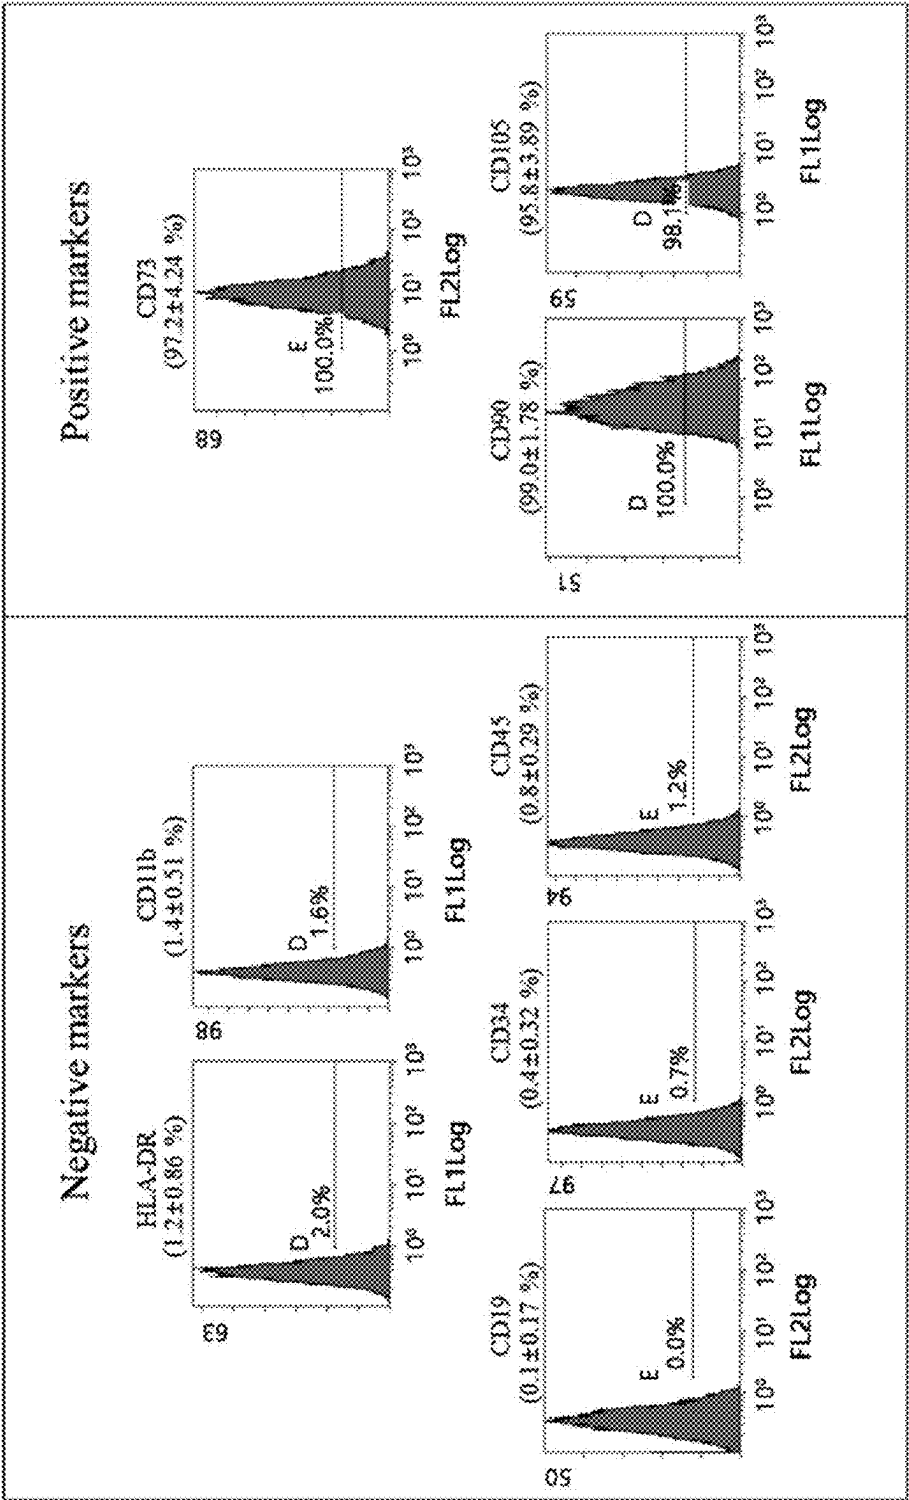 Negative markers
HLA-DR
(1.2±0.86 %)
63
D
2.0%
10⁰ 10¹ 10² 10³
FL1Log
CD11b
(1.4±0.51 %)
98
D
1.6%
10⁰ 10¹ 10² 10³
FL1Log
CD19
(0.1±0.17 %)
50
E
0.0%
10⁰ 10¹ 10² 10³
FL2Log
CD34
(0.4±0.32 %)
97
E
0.7%
10⁰ 10¹ 10² 10³
FL2Log
CD45
(0.8±0.29 %)
94
E
1.2%
10⁰ 10¹ 10² 10³
FL2Log
Positive markers
CD73
(97.2±4.24 %)
68
E
100.0%
10⁰ 10¹ 10² 10³
FL2Log
CD90
(99.0±1.78 %)
51
D
100.0%
10⁰ 10¹ 10² 10³
FL1Log
CD105
(95.8±3.89 %)
59
D
98.1%
10⁰ 10¹ 10² 10³
FL1Log